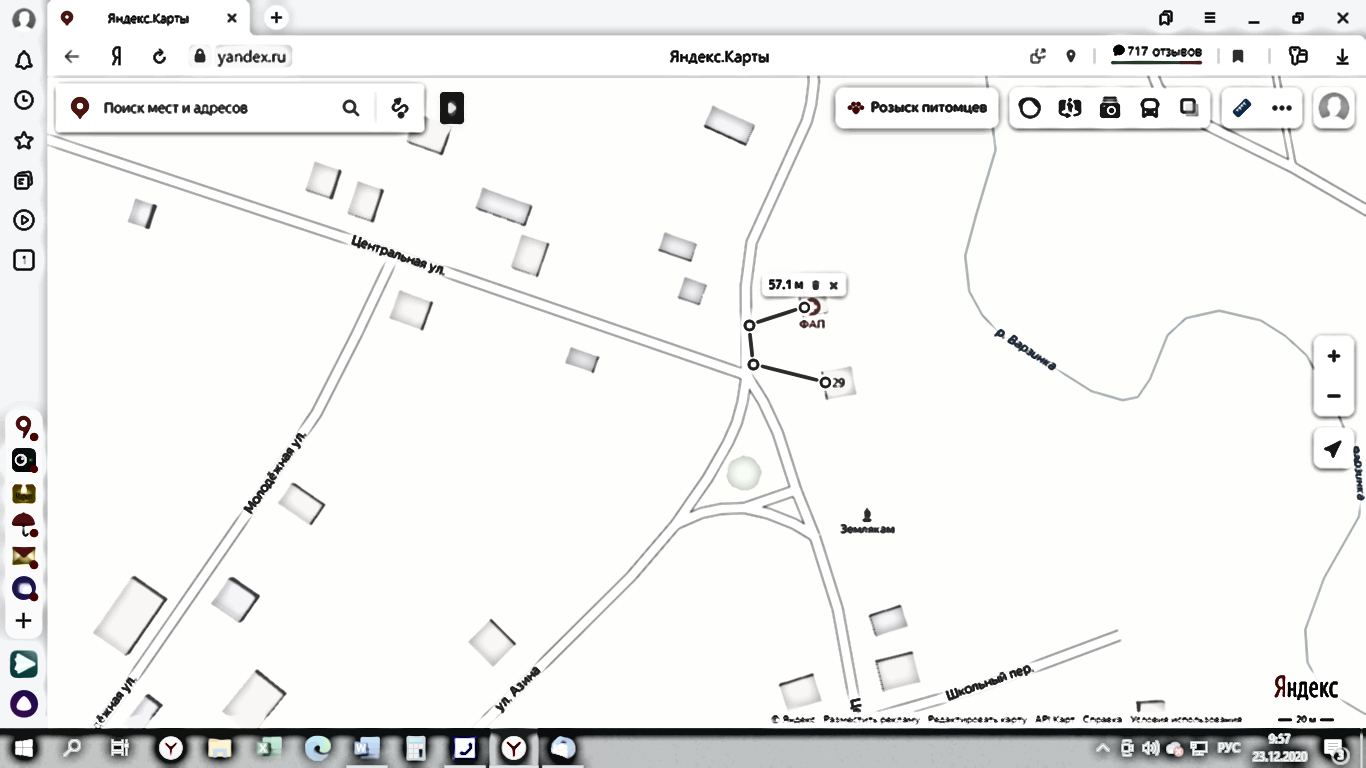 Яндекс.Карты
Я
yandex.ru
Яндекс.Карты
717 отзывов
Поиск мест и адресов
Розыск питомцев
Центральная ул.
57.1 м
ФАП
29
р. Варзинка
Молодёжная ул.
Землякам
ул. Азина
Школьный пер.
Яндекс
© Яндекс Разместить рекламу Редактировать карту API Карт Справка Условия использования
20 м
РУС
9:57
23.12.2020
3